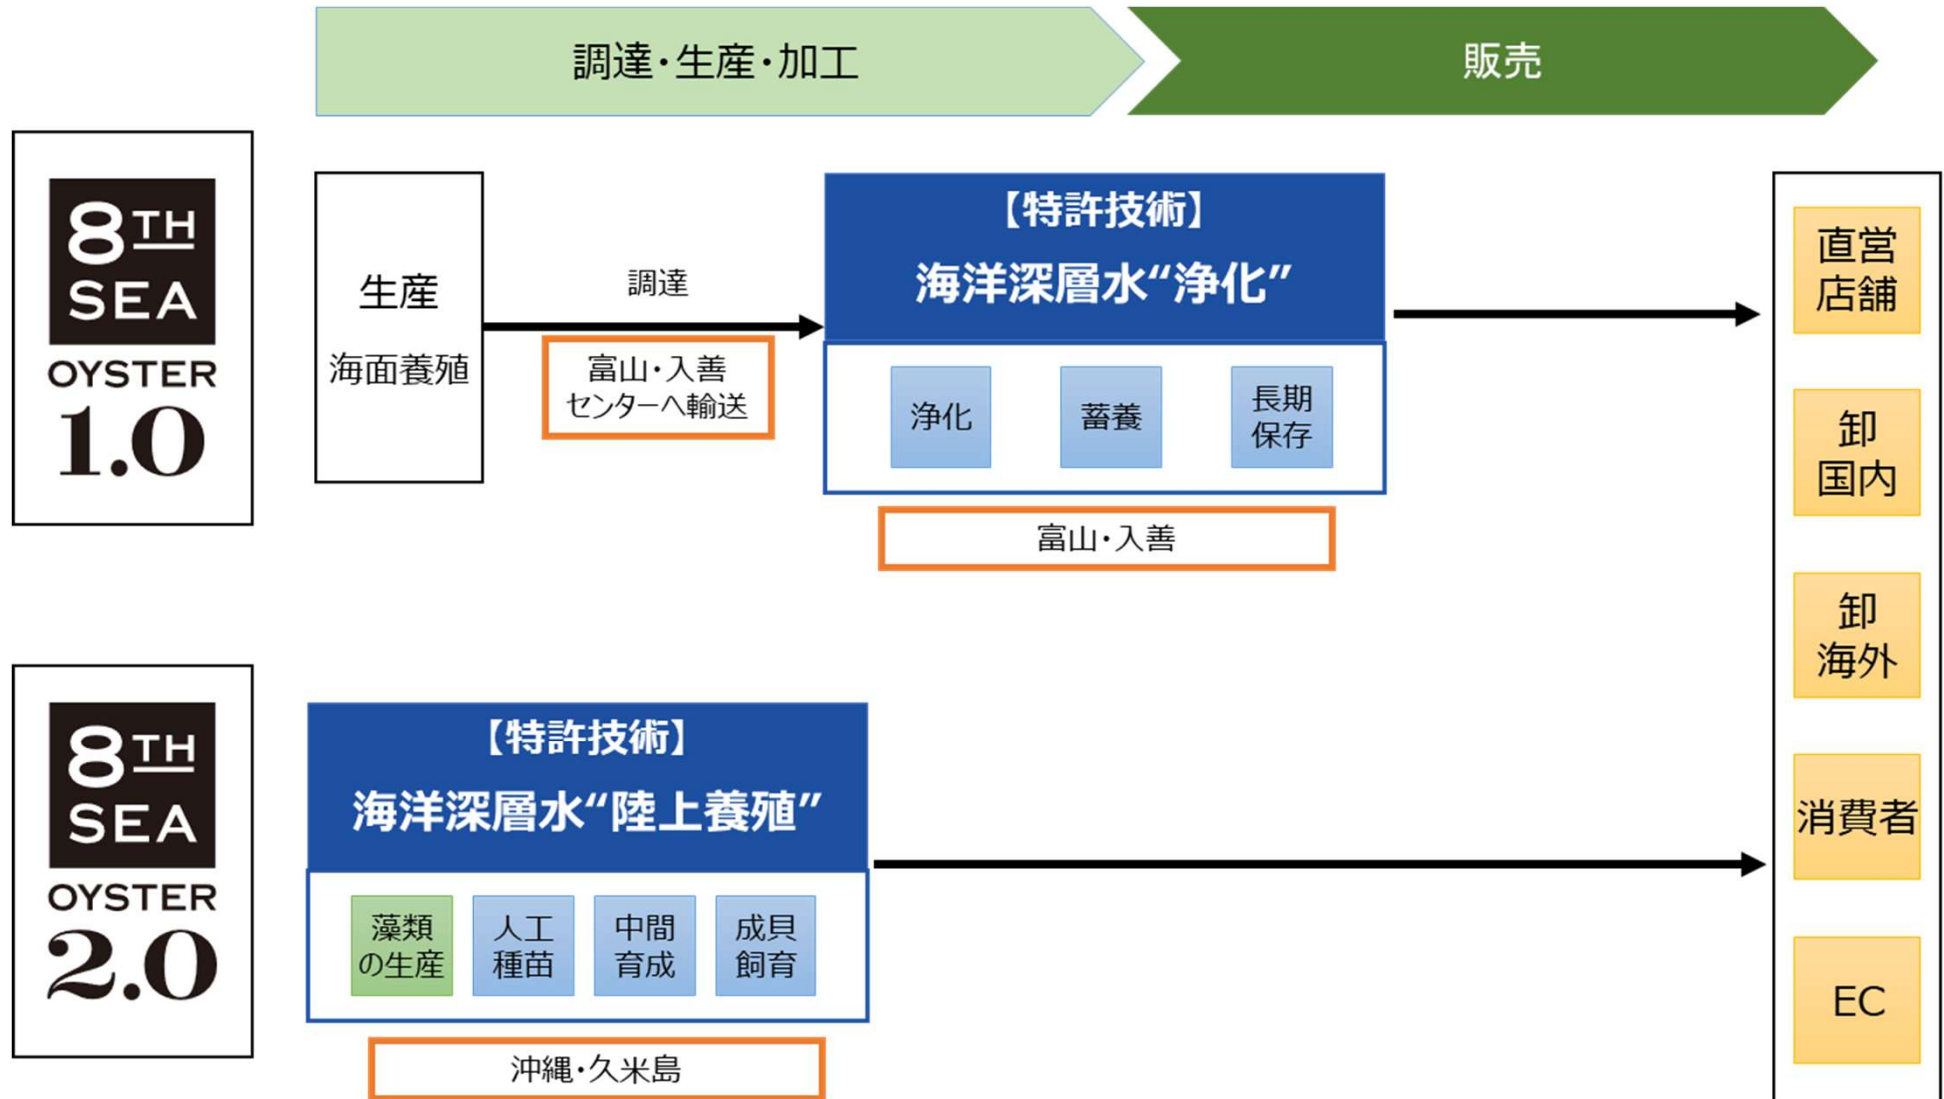 調達・生産・加工
販売
8TH
SEA
OYSTER
1.0
生産
海面養殖
調達
富山・入善
センターへ輸送
【特許技術】
海洋深層水“浄化”
浄化
蓄養
長期
保存
富山・入善
直営
店舗
卸
国内
卸
海外
消費者
EC
8TH
SEA
OYSTER
2.0
【特許技術】
海洋深層水“陸上養殖”
藻類
の生産
人工
種苗
中間
育成
成貝
飼育
沖縄・久米島